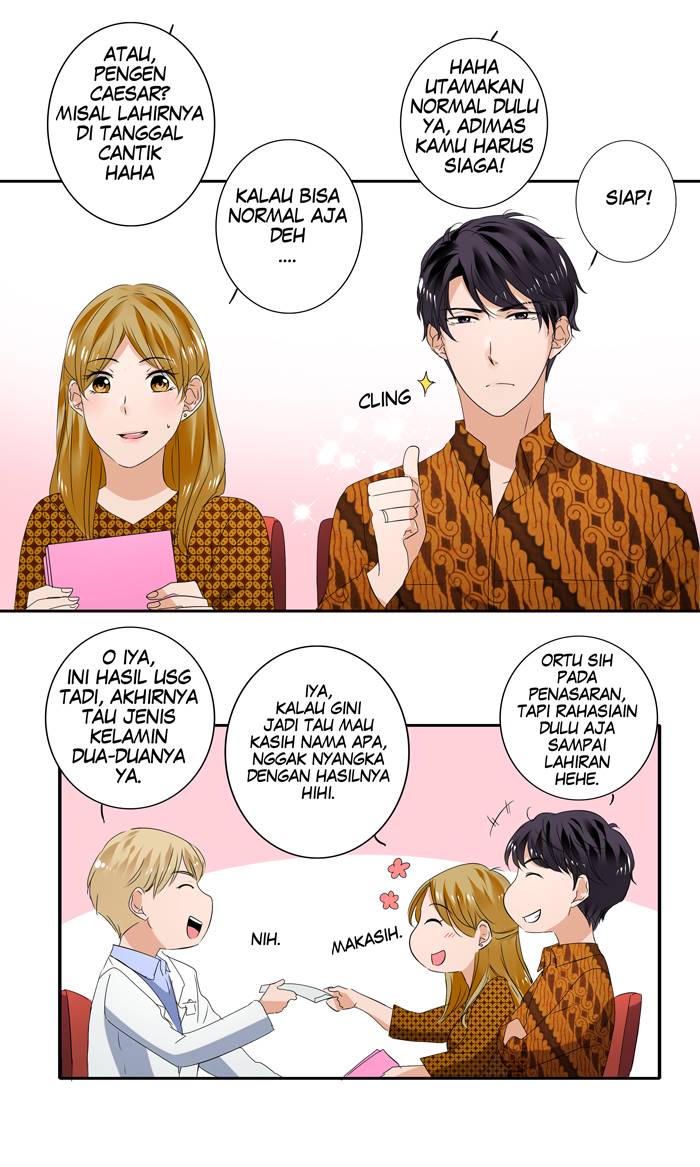 ATAU,
PENGEN
CAESAR?
MISAL LAHIRNYA
DI TANGGAL
CANTIK
HAHA
KALAU BISA
NORMAL AJA
DEH
....
HAHA
UTAMAKAN
NORMAL DULU
YA, ADIMAS
KAMU HARUS
SIAGA!
SIAP!
CLING
O IYA,
INI HASIL USG
TADI, AKHIRNYA
TAU JENIS
KELAMIN
DUA-DUANYA
YA.
IYA,
KALAU GINI
JADI TAU MAU
KASIH NAMA APA,
NGGAK NYANGKA
DENGAN HASILNYA
HIHI.
ORTU SIH
PADA
PENASARAN,
TAPI RAHASIAIN
DULU AJA
SAMPAI
LAHIRAN
HEHE.
NIH.
MAKASIH.